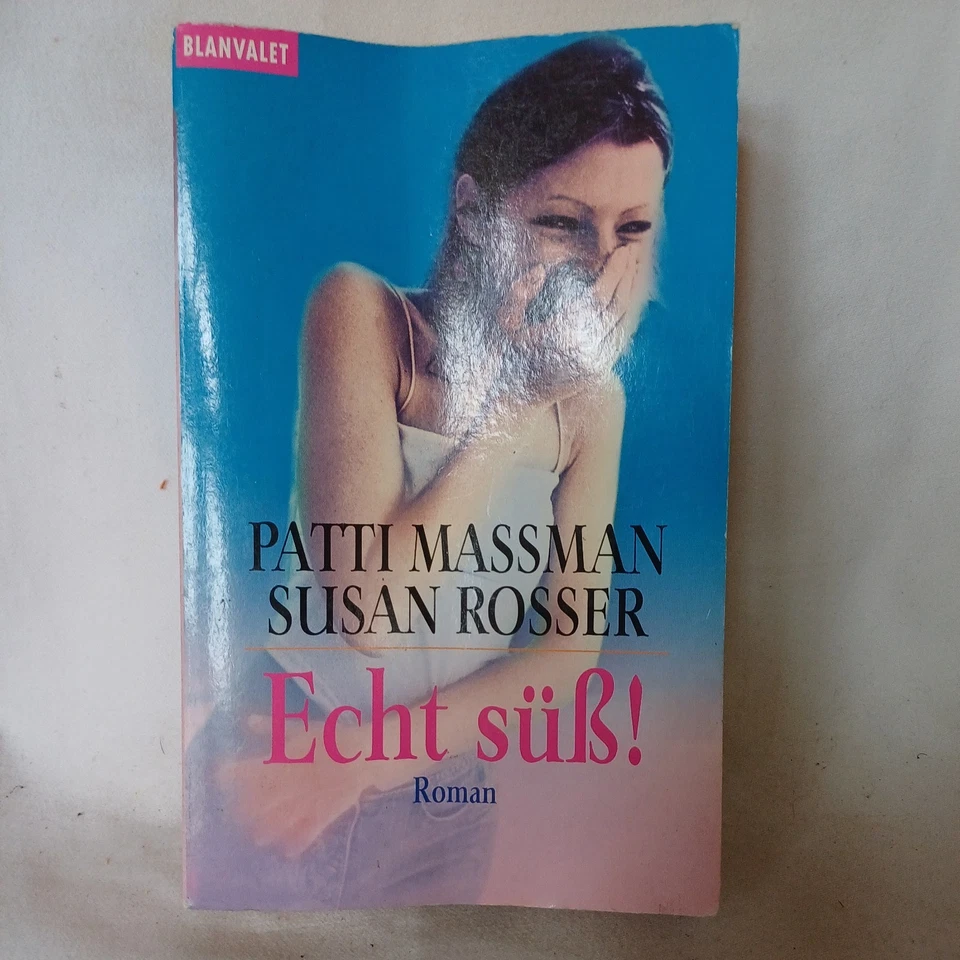 BLANVALET
PATTI MASSMAN
SUSAN ROSSER
Echt süß!
Roman